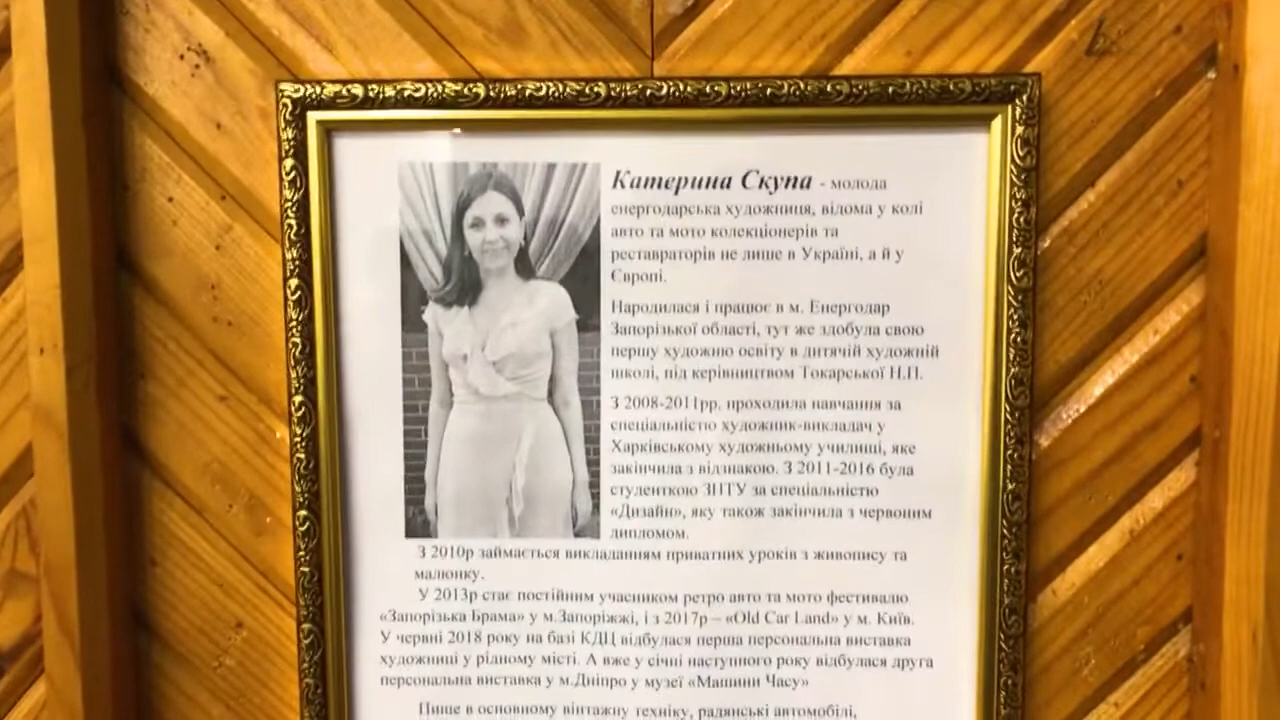 Катерина Скупа - молода
енергодарська художниця, відома у колі
авто та мото колекціонерів та
реставраторів не лише в Україні, а й у
Європі.
Народилася і працює в м. Енергодар
Запорізької області, тут же здобула свою
першу художню освіту в дитячій художній
школі, під керівництвом Токарської Н.П.
З 2008-2011рр. проходила навчання за
спеціальністю художник-викладач у
Харківському художньому училищі, яке
закінчила з відзнакою. З 2011-2016 була
студенткою ЗНТУ за спеціальністю
«Дизайн», яку також закінчила з червоним
дипломом.
З 2010р займається викладанням приватних уроків з живопису та
малюнку.
У 2013р стає постійним учасником ретро авто та мото фестивалю
«Запорізька Брама» у м.Запоріжжі, і з 2017р – «Old Car Land» у м. Київ.
У червні 2018 року на базі КДЦ відбулася перша персональна виставка
художниці у рідному місті. А вже у січні наступного року відбулася друга
персональна виставка у м.Дніпро у музеї «Машини Часу»
Пише в основному вінтажну техніку, радянські автомобілі,